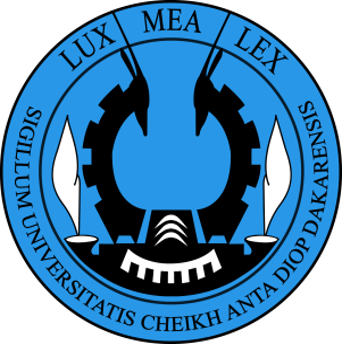 LUX MEA LEX
SIGILLUM UNIVERSITATIS CHEIKH ANTA DIOP DAKARENSIS